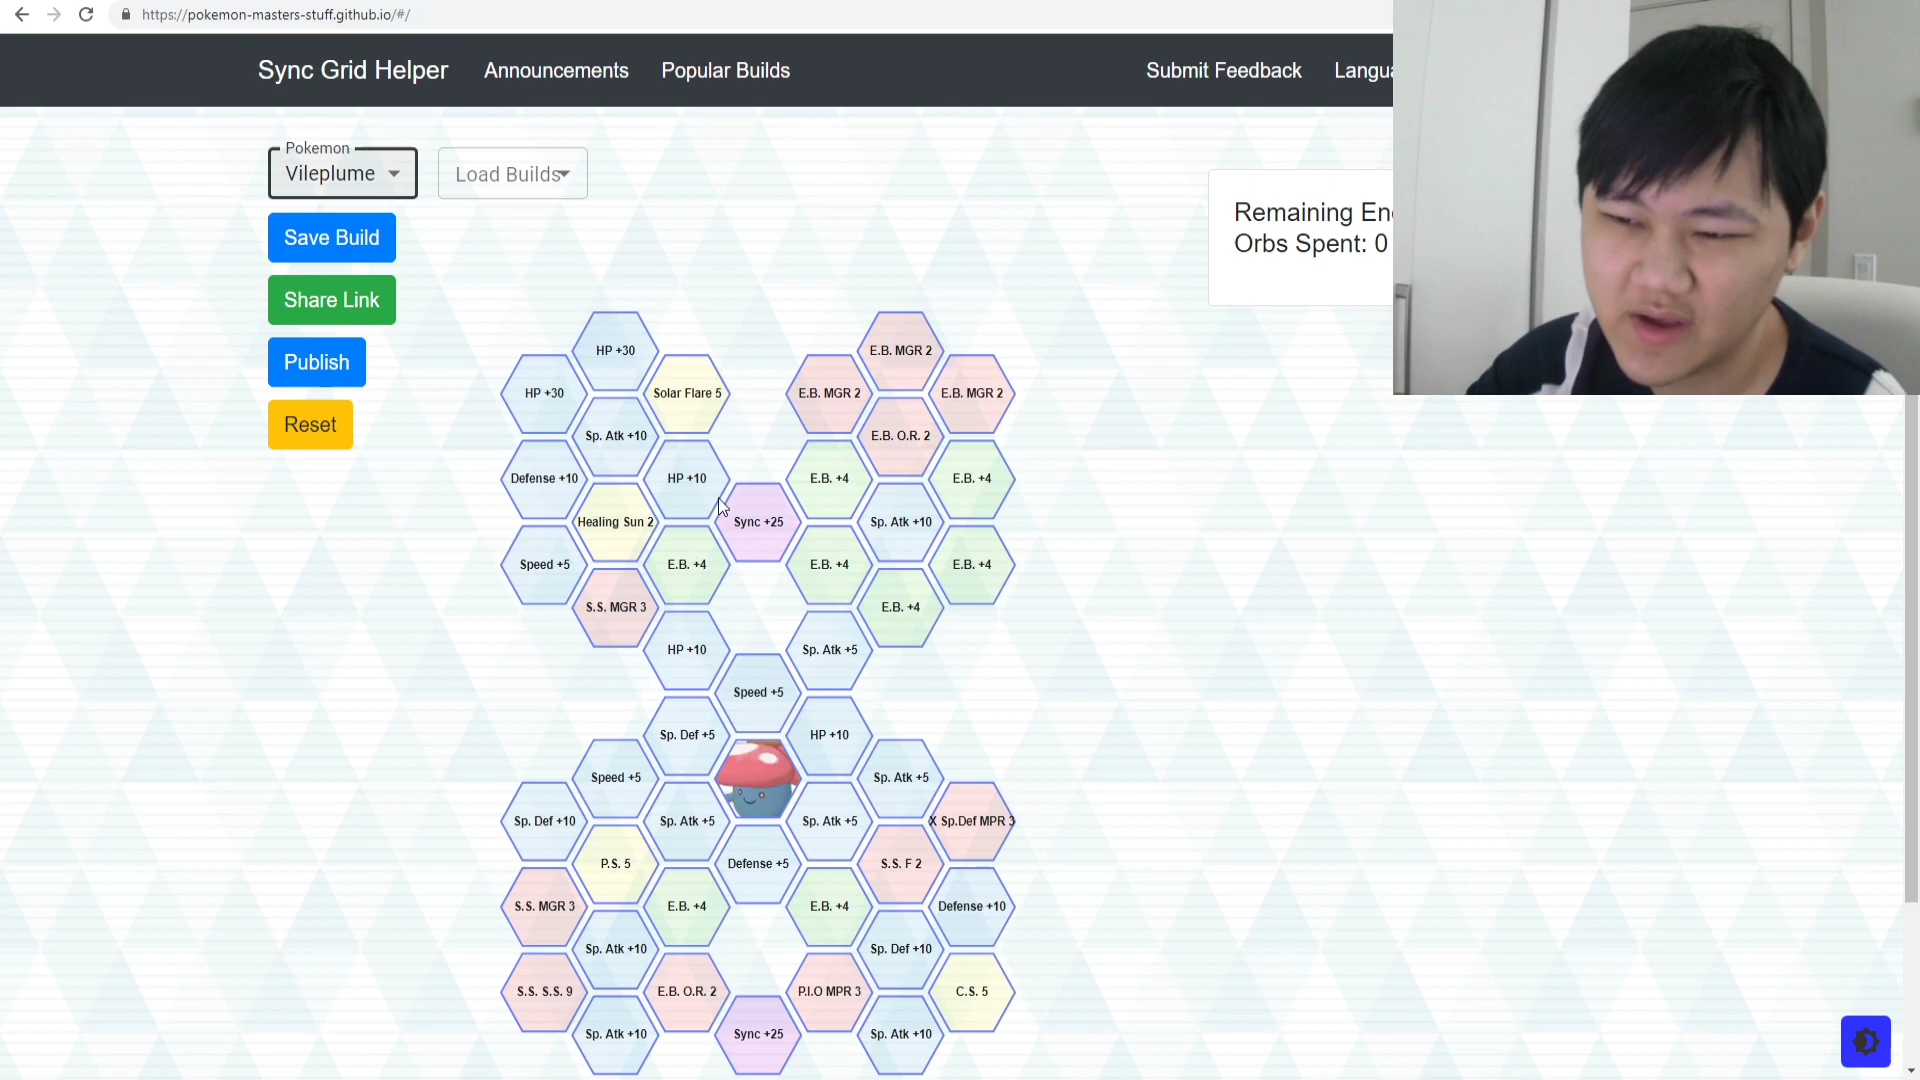 https://pokemon-masters-stuff.github.io/#/
Sync Grid Helper
Announcements
Popular Builds
Submit Feedback
Pokemon
Vileplume
Load Builds
Save Build
Share Link
Publish
Reset
Orbs Spent: 0
Remaining
HP +30
E.B. MGR 2
HP +30
Solar Flare 5
E.B. MGR 2
E.B. MGR 2
Sp. Atk +10
E.B. O.R. 2
Defense +10
HP +10
E.B. +4
E.B. +4
Healing Sun 2
Sync +25
Sp. Atk +10
Speed +5
E.B. +4
E.B. +4
E.B. +4
S.S. MGR 3
E.B. +4
HP +10
Sp. Atk +5
Speed +5
Sp. Def +5
HP +10
Speed +5
Sp. Atk +5
Sp. Def +10
Sp. Atk +5
Sp. Atk +5
X Sp.Def MPR 3
P.S. 5
Defense +5
S.S. F 2
S.S. MGR 3
E.B. +4
E.B. +4
Defense +10
Sp. Atk +10
Sp. Def +10
S.S. S.S. 9
E.B. O.R. 2
P.I.O MPR 3
C.S. 5
Sp. Atk +10
Sync +25
Sp. Atk +10